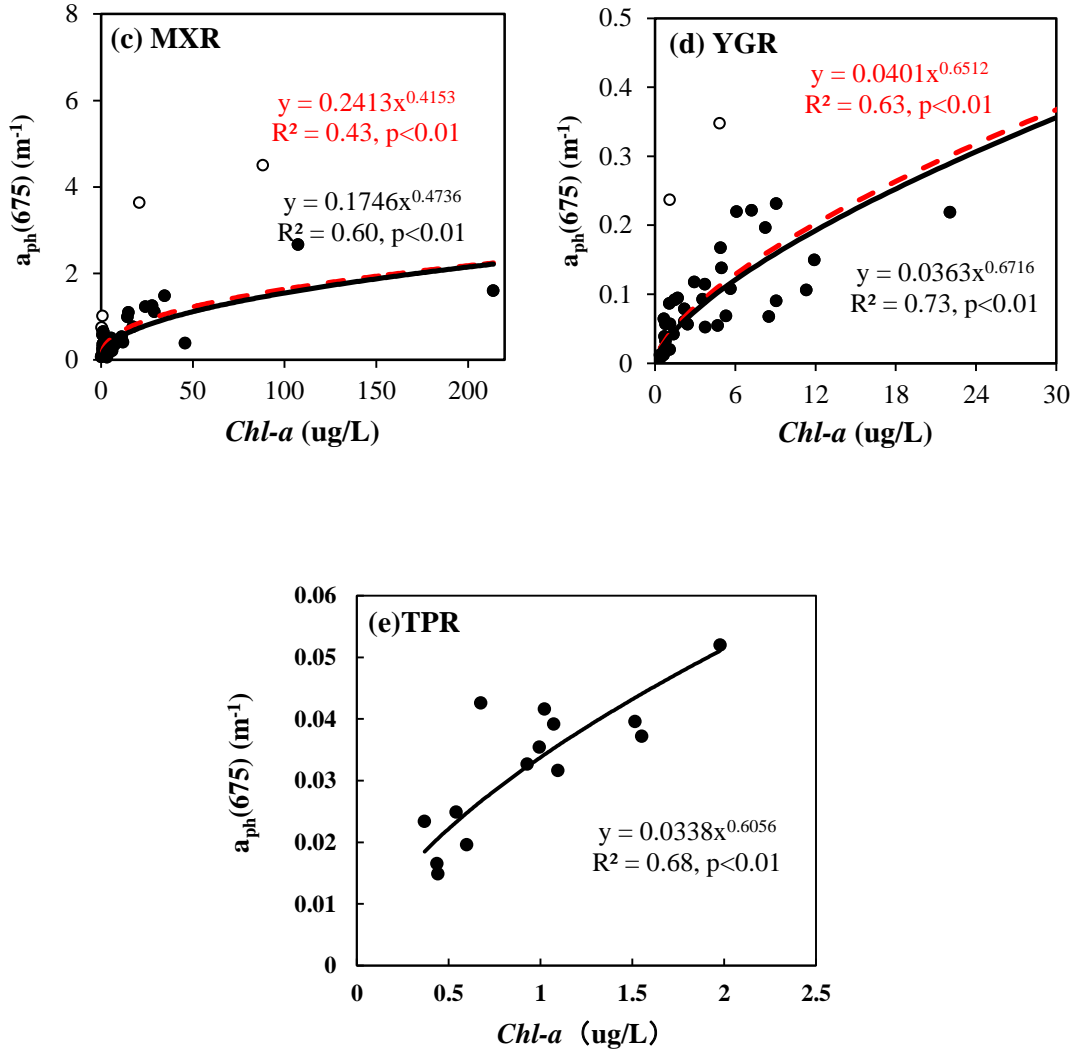 (c) MXR
8
6
4
2
0
a_ph(675) (m^-1)
y = 0.2413x^0.4153
R² = 0.43, p<0.01
y = 0.1746x^0.4736
R² = 0.60, p<0.01
0 50 100 150 200
Chl-a (ug/L)
(d) YGR
0.5
0.4
0.3
0.2
0.1
0
a_ph(675) (m^-1)
y = 0.0401x^0.6512
R² = 0.63, p<0.01
y = 0.0363x^0.6716
R² = 0.73, p<0.01
0 6 12 18 24 30
Chl-a (ug/L)
(e)TPR
0.06
0.05
0.04
0.03
0.02
0.01
0
a_ph(675) (m^-1)
y = 0.0338x^0.6056
R² = 0.68, p<0.01
0 0.5 1 1.5 2 2.5
Chl-a（ug/L）